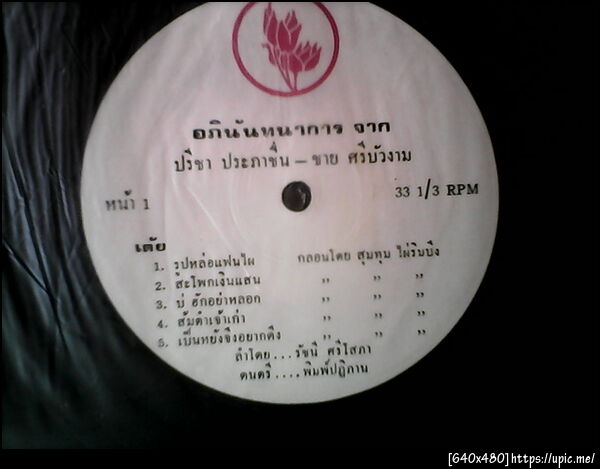 อภินันทนาการ จาก
ปรีชา ประภาชื่น – ชาย ศรีบัวงาม
หน้า 1
33 1/3 RPM
เต้ย
1. รูปหล่อแฟนไผ กลอนโดย สุมทุม ไผ่ริมบึง
2. สะโพกเงินแสน ,, ,, ,,
3. บ่ ฮักอย่าหลอก ,, ,, ,,
4. ส้มตำเจ้าเก่า ,, ,, ,,
5. เป็นหยังจั่งอยากดัง ,, ,, ,,
ลำโดย...รัชนี ศรีโสภา
ดนตรี....พิมพ์ปฏิภาน
[640x480]https://upic.me/